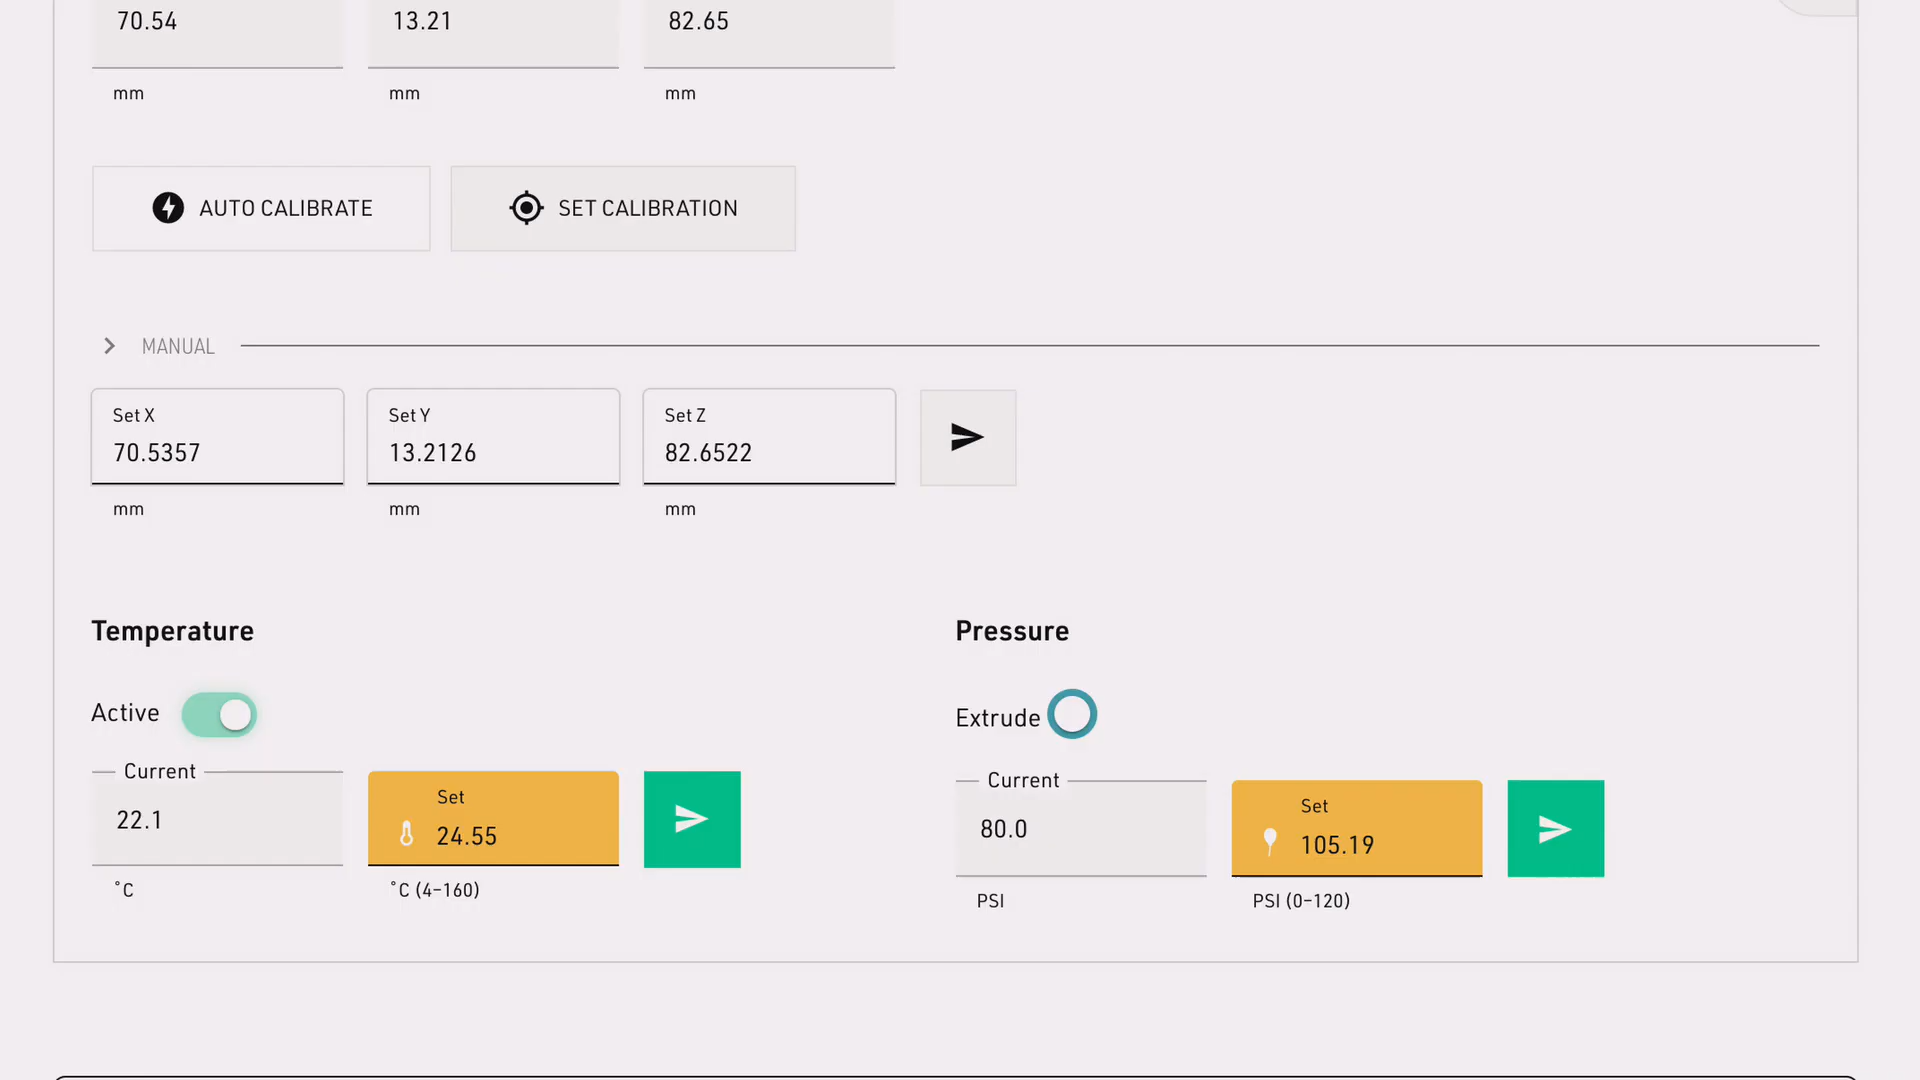 70.54 13.21 82.65
mm mm mm
AUTO CALIBRATE SET CALIBRATION
MANUAL
Set X Set Y Set Z
70.5357 13.2126 82.6522
mm mm mm
Temperature Pressure
Active Extrude
Current Set Current Set
22.1 24.55 80.0 105.19
°C °C (4-160) PSI PSI (0-120)